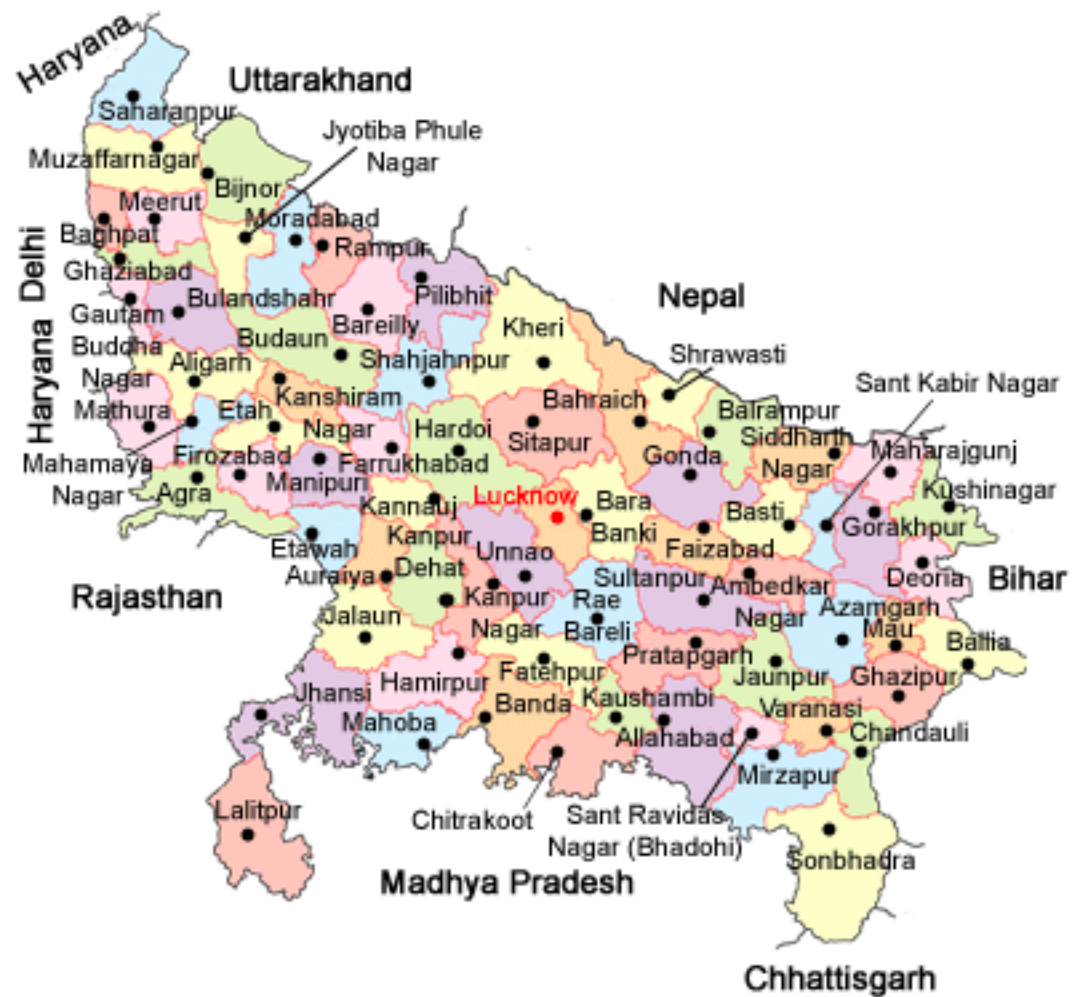 Haryana
Uttarakhand
Saharanpur
Jyotiba Phule
Nagar
Muzaffarnagar
Bijnor
Meerut
Moradabad
Baghpat
Rampur
Haryana Delhi
Ghaziabad
Pilibhit
Nepal
Bulandshahr
Gautam
Buddha
Nagar
Bareilly
Kheri
Budaun
Shahjahnpur
Shrawasti
Aligarh
Sant Kabir Nagar
Kanshiram
Nagar
Mathura
Etah
Bahraich
Balrampur
Hardoi
Sitapur
Siddharth
Nagar
Maharajgunj
Mahamaya
Nagar
Firozabad
Farrukhabad
Gonda
Manipuri
Agra
Kushinagar
Lucknow
Kannauj
Bara
Banki
Basti
Gorakhpur
Kanpur
Dehat
Etawah
Unnao
Faizabad
Auraiya
Sultanpur
Ambedkar
Nagar
Deoria
Bihar
Rajasthan
Kanpur
Nagar
Rae
Bareli
Azamgarh
Jalaun
Mau
Ballia
Pratapgarh
Fatehpur
Jaunpur
Ghazipur
Jhansi
Hamirpur
Kaushambi
Banda
Varanasi
Mahoba
Allahabad
Chandauli
Mirzapur
Lalitpur
Chitrakoot
Sant Ravidas
Nagar (Bhadohi)
Sonbhadra
Madhya Pradesh
Chhattisgarh